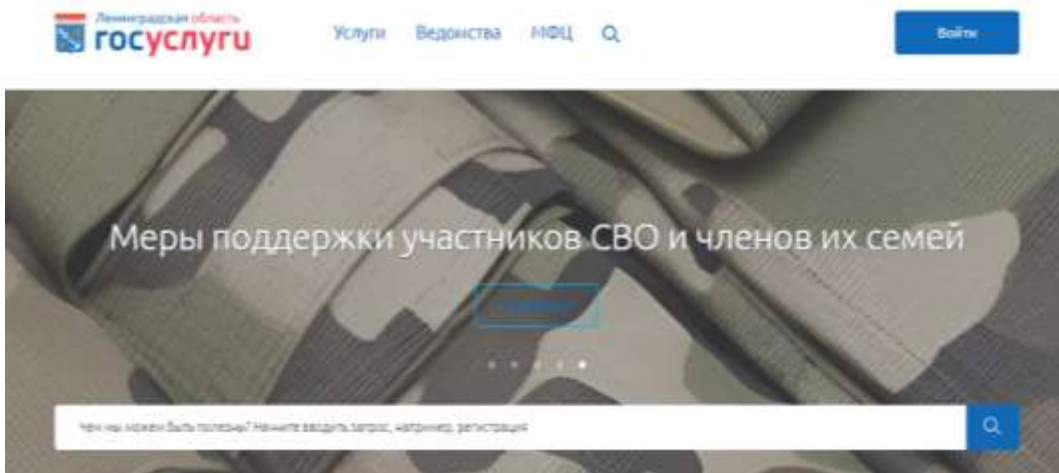 Ленинградская область
госуслуги
Услуги Ведомства МФЦ
Войти
Меры поддержки участников СВО и членов их семей
Чем мы можем быть полезны? Начните вводить запрос, например, регистрация